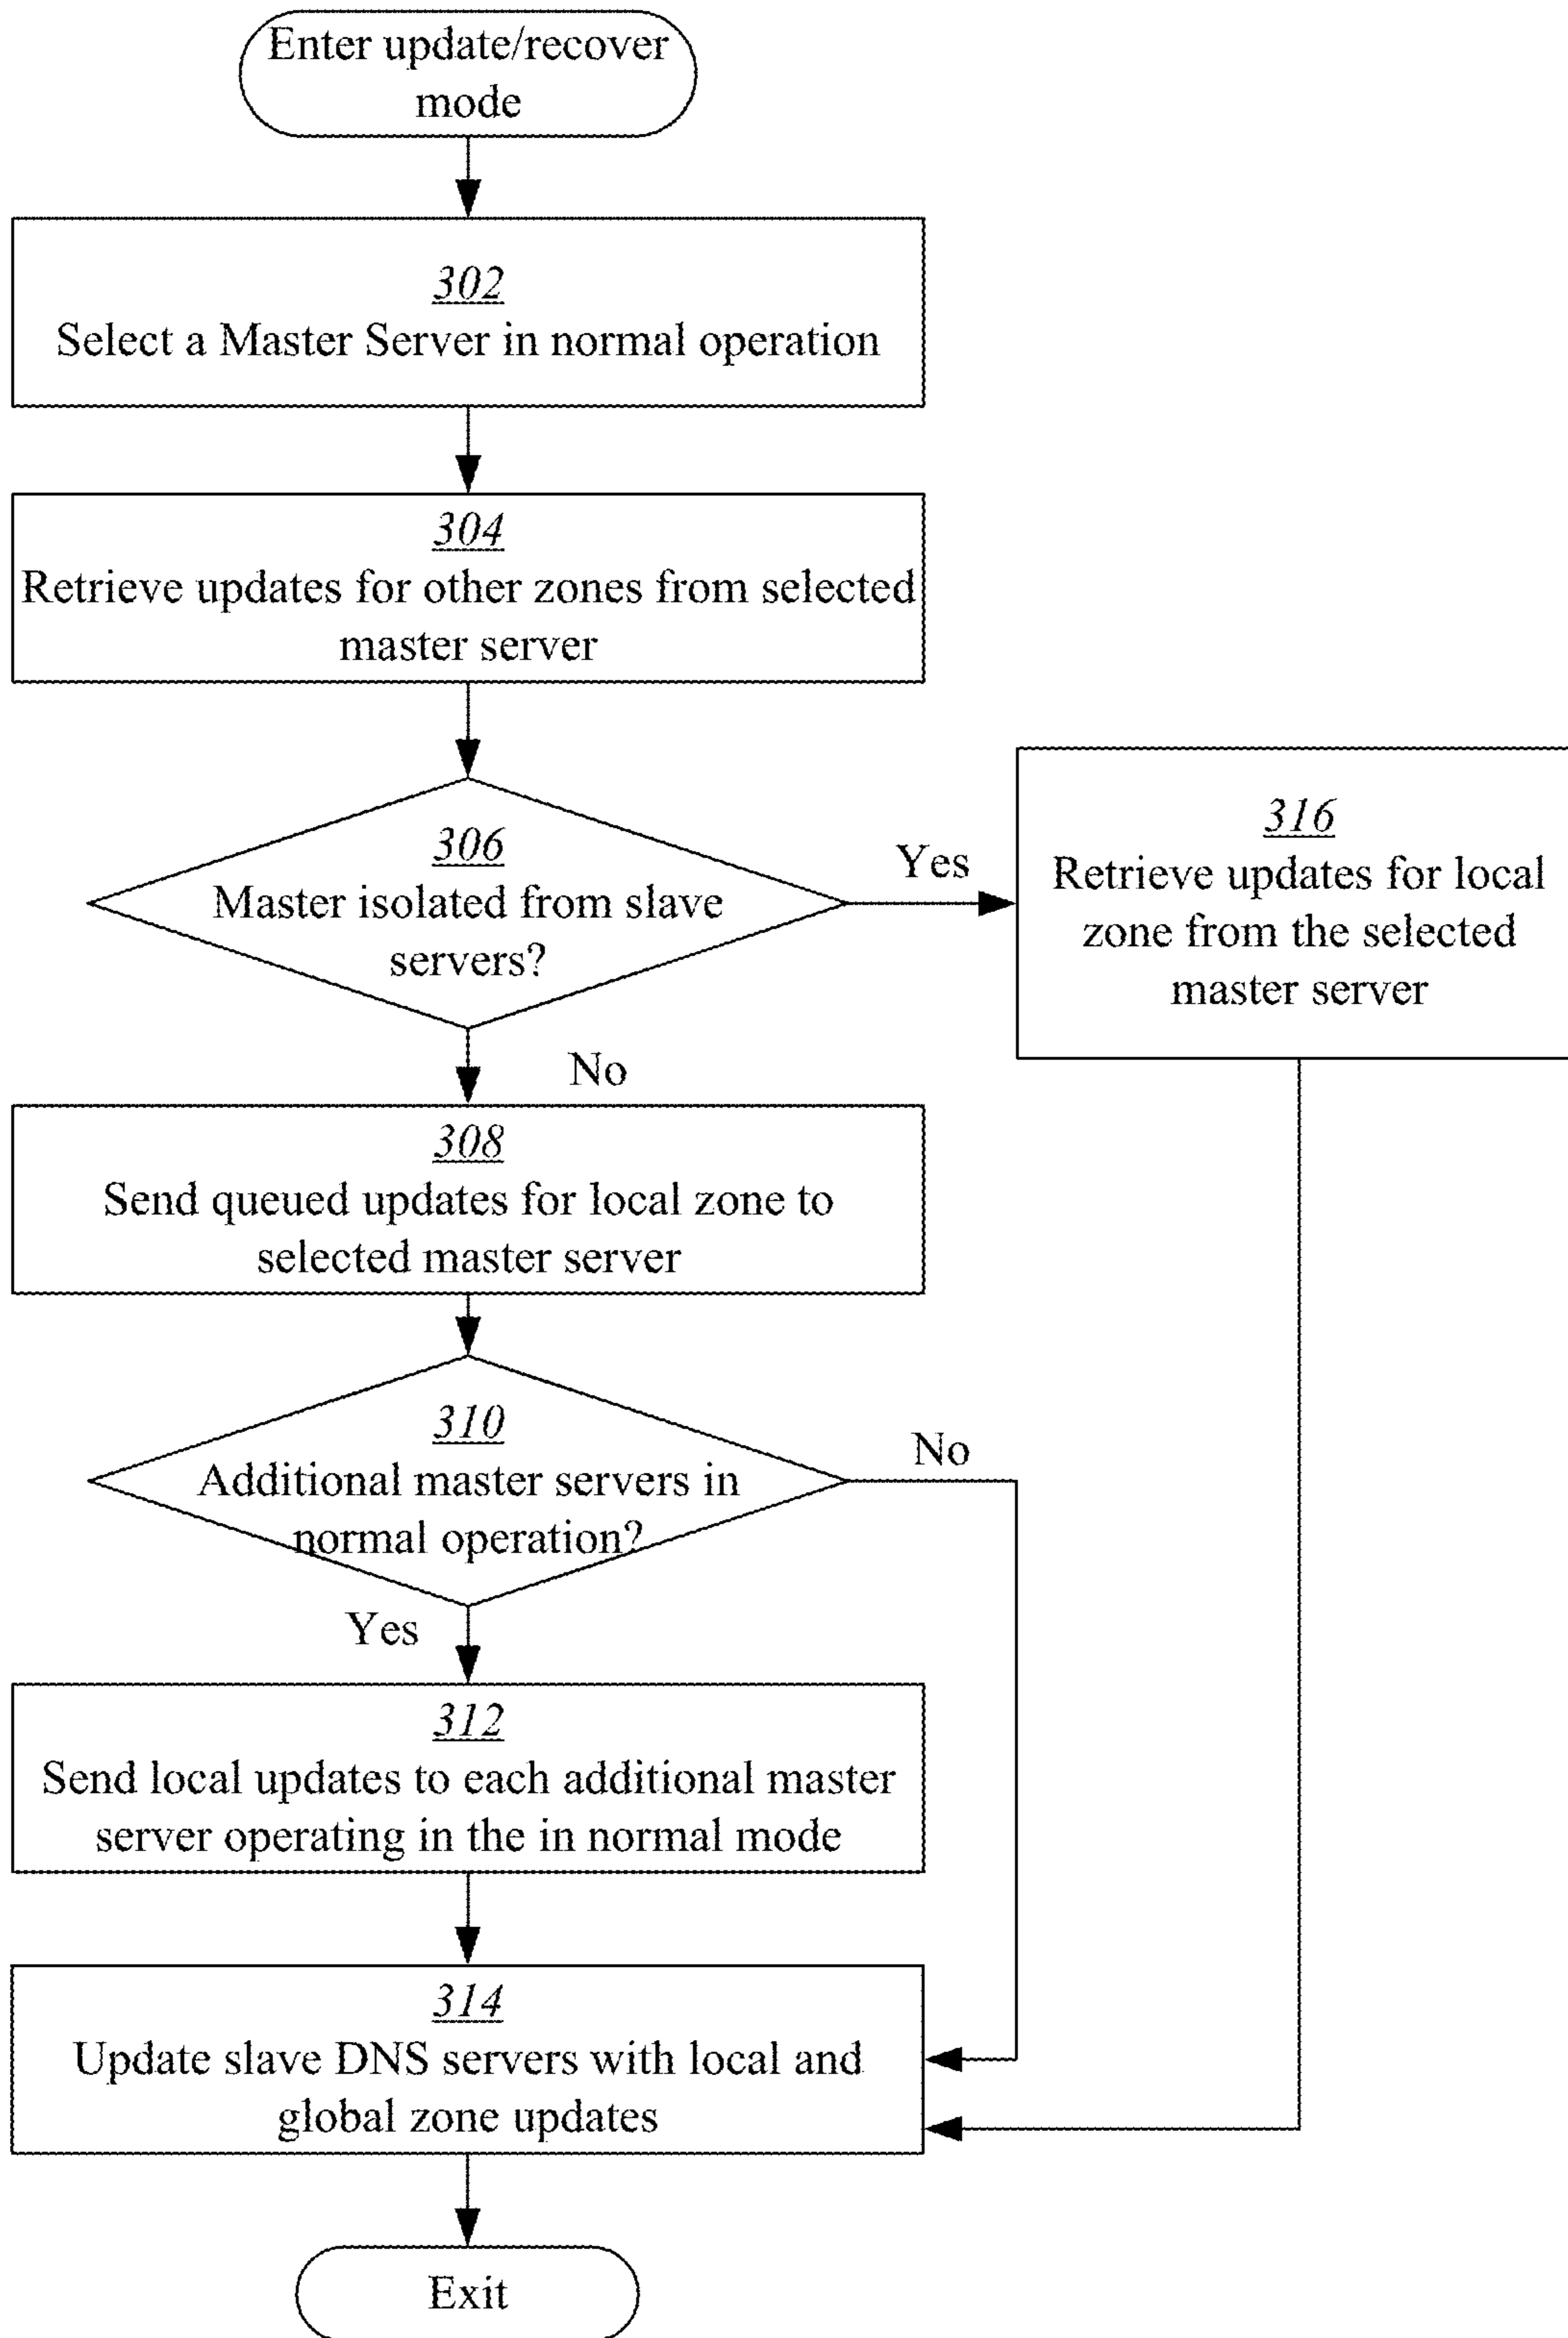 Enter update/recover
mode
302
Select a Master Server in normal operation
304
Retrieve updates for other zones from selected
master server
306
Master isolated from slave
servers?
Yes
316
Retrieve updates for local
zone from the selected
master server
No
308
Send queued updates for local zone to
selected master server
310
Additional master servers in
normal operation?
No
Yes
312
Send local updates to each additional master
server operating in the in normal mode
314
Update slave DNS servers with local and
global zone updates
Exit